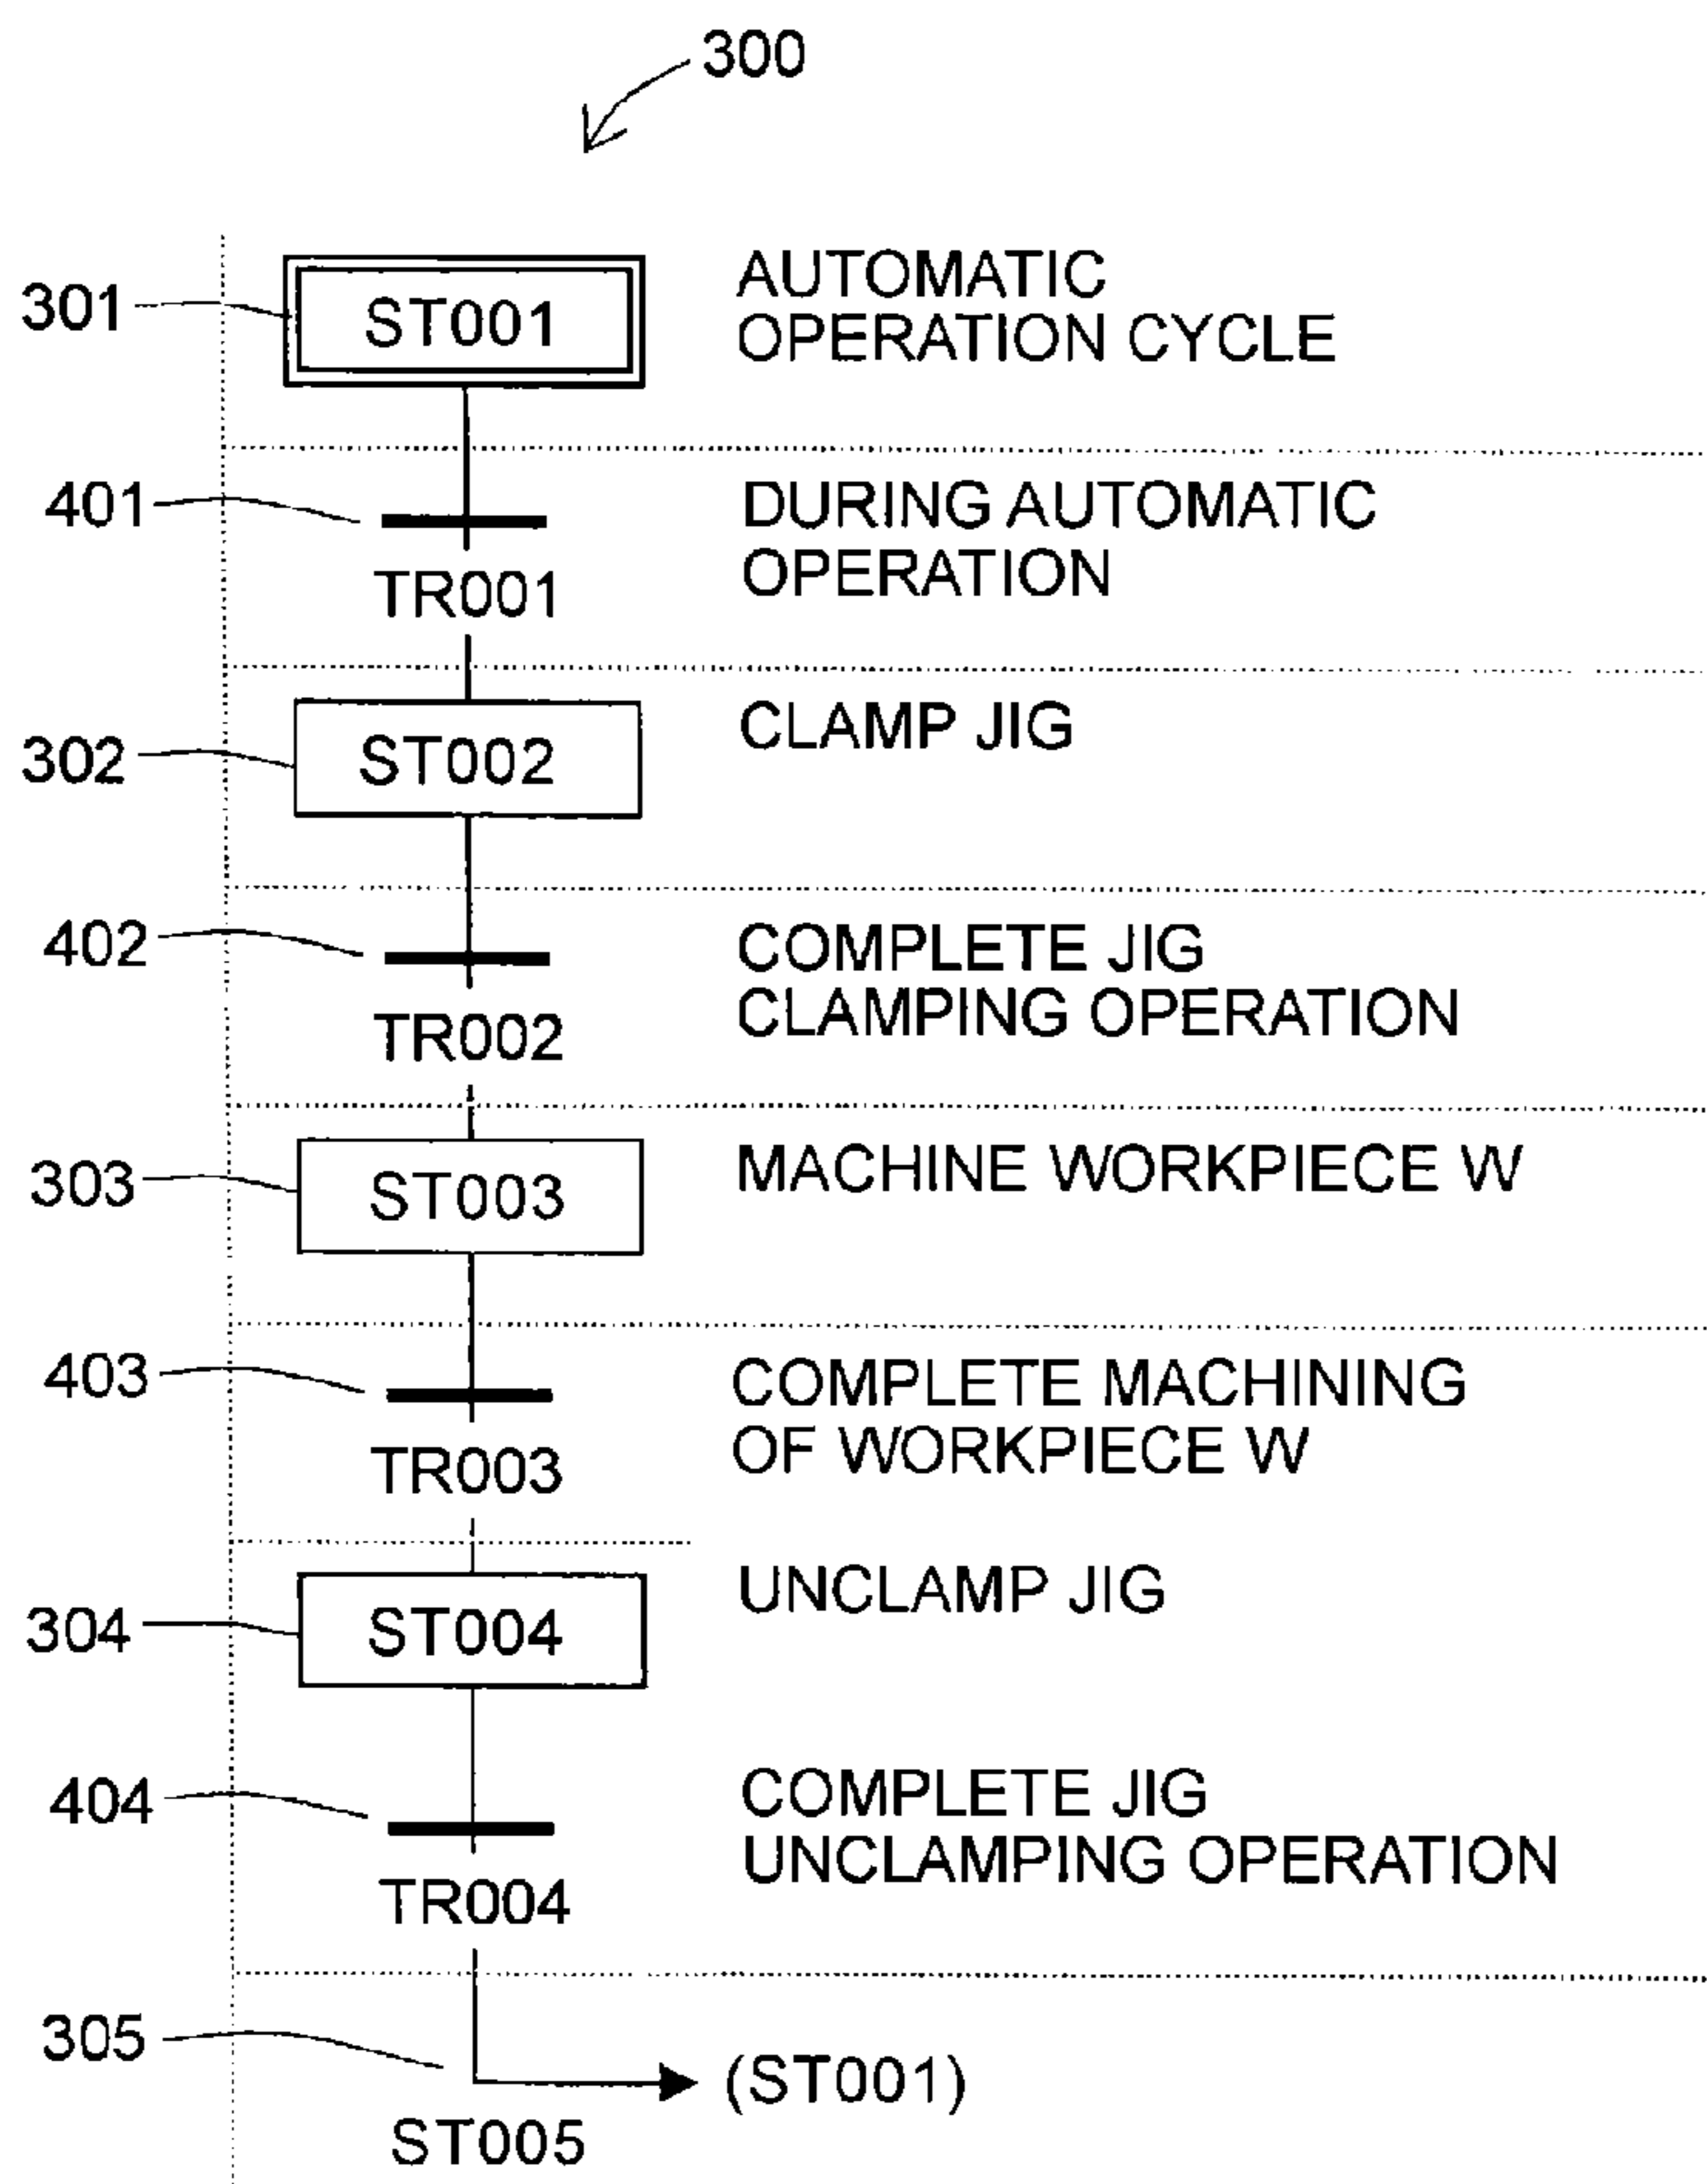 300
301
ST001
AUTOMATIC
OPERATION CYCLE
401
TR001
DURING AUTOMATIC
OPERATION
302
ST002
CLAMP JIG
402
TR002
COMPLETE JIG
CLAMPING OPERATION
303
ST003
MACHINE WORKPIECE W
403
TR003
COMPLETE MACHINING
OF WORKPIECE W
304
ST004
UNCLAMP JIG
404
TR004
COMPLETE JIG
UNCLAMPING OPERATION
305
(ST001)
ST005